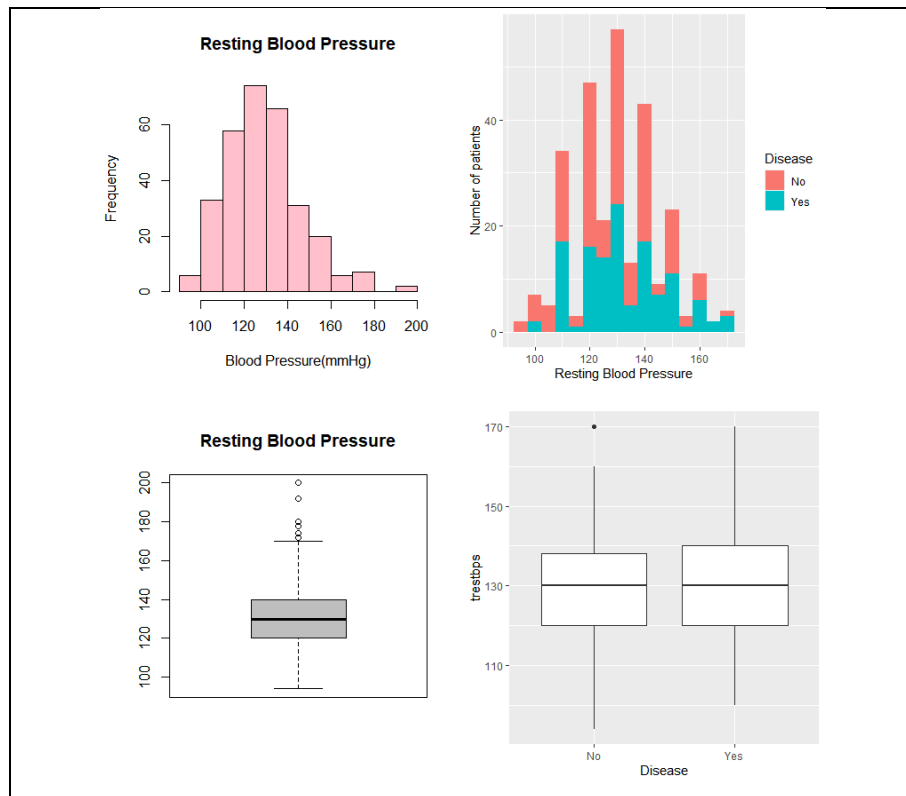 Resting Blood Pressure
Frequency
0 20 40 60
100 120 140 160 180 200
Blood Pressure(mmHg)
Number of patients
40
20
0
100 120 140 160
Resting Blood Pressure
Disease
No
Yes
Resting Blood Pressure
100 120 140 160 180 200
trestbps
170
150
130
110
No Yes
Disease